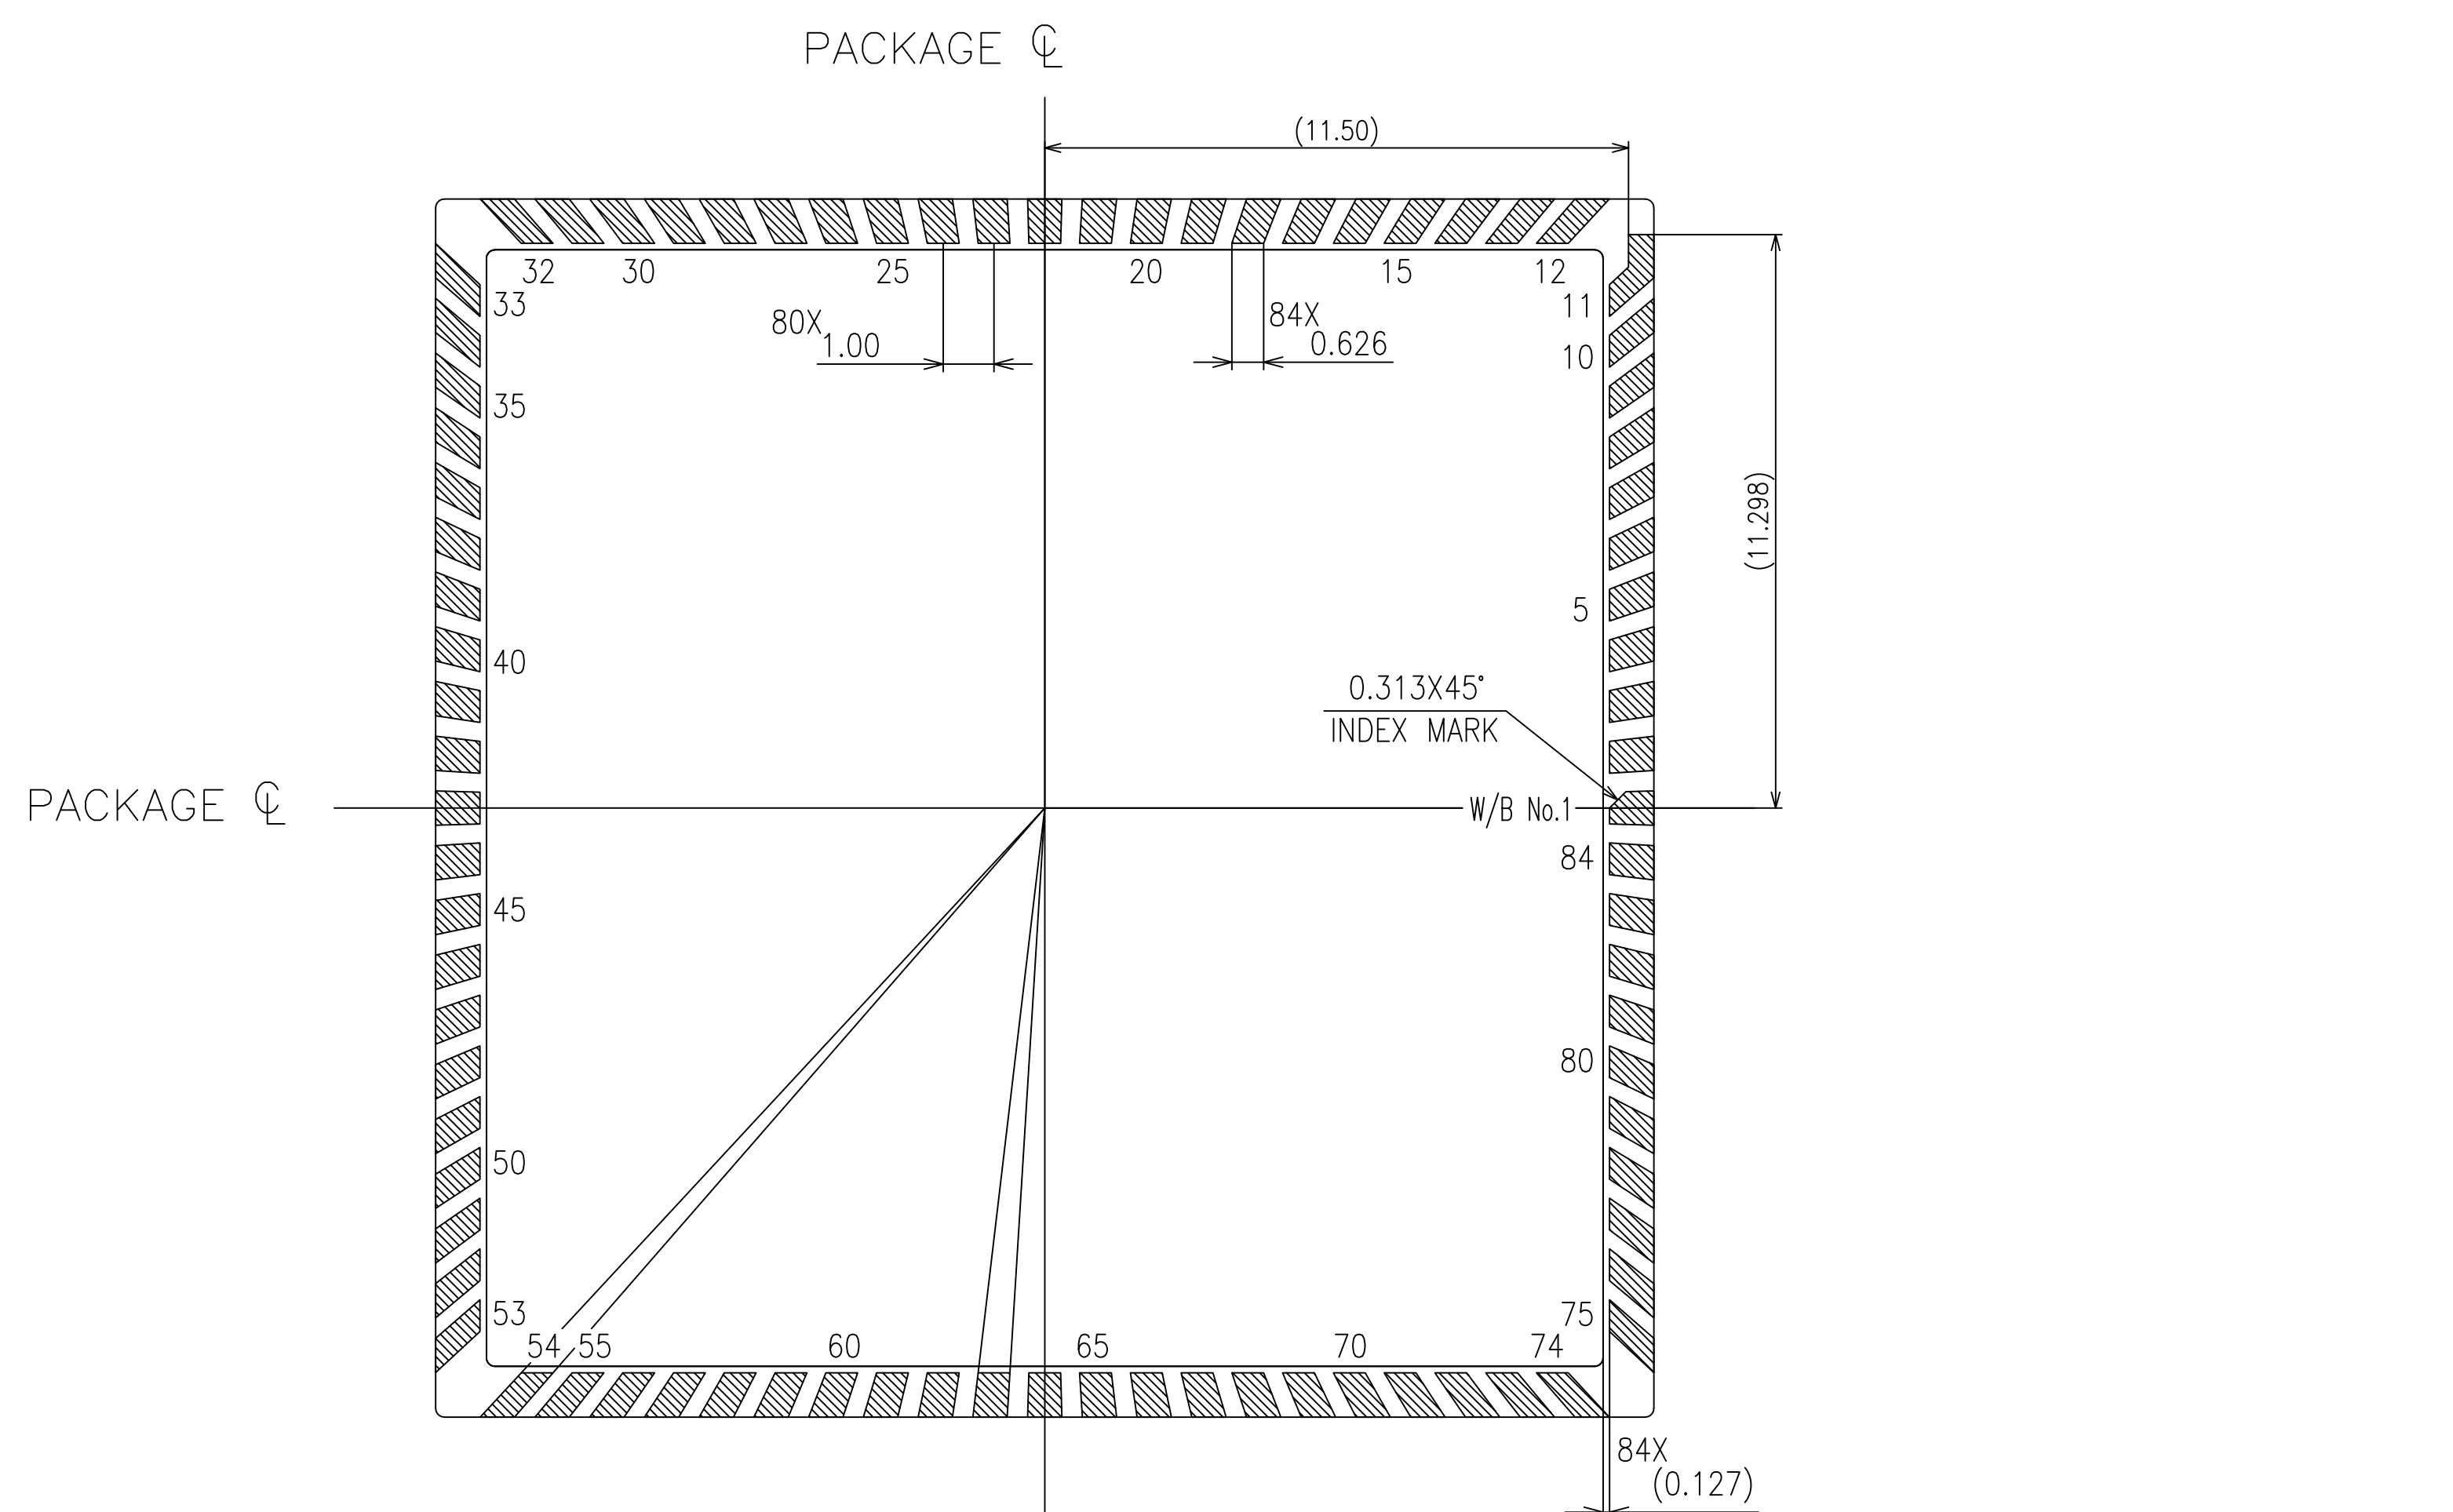 PACKAGE ℄
(11.50)
32 30 25 20 15 12
33 11
80X 84X
1.00 0.626
10
35
(11.298)
5
40
0.313X45°
INDEX MARK
PACKAGE ℄
W/B No.1
84
45
80
50
53 75
54 55 60 65 70 74
84X
(0.127)